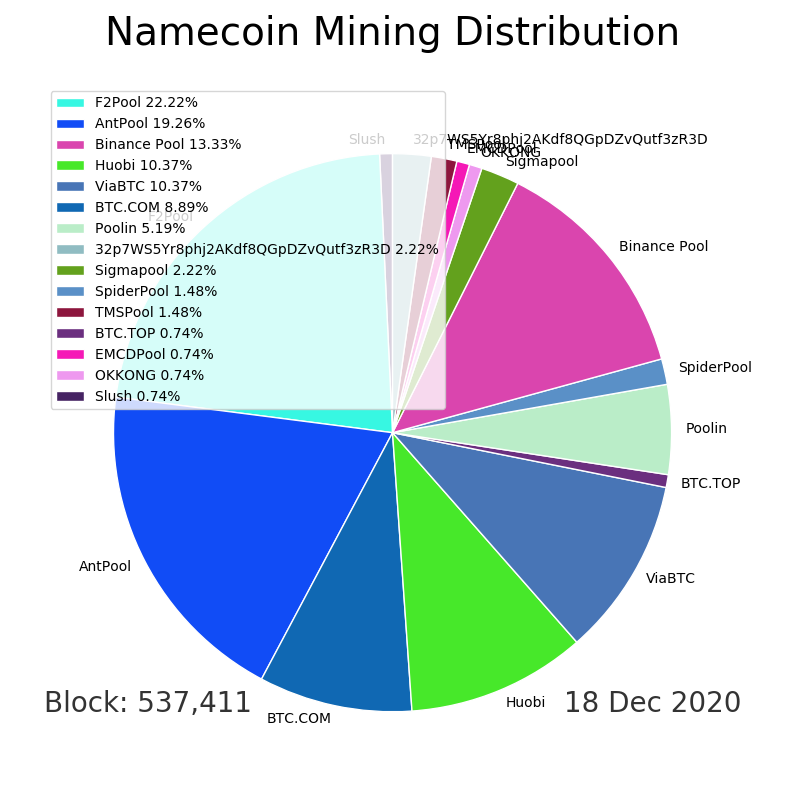 Namecoin Mining Distribution
F2Pool 22.22%
AntPool 19.26%
Binance Pool 13.33%
Huobi 10.37%
ViaBTC 10.37%
BTC.COM 8.89%
Poolin 5.19%
32p7WS5Yr8phj2AKdf8QGpDZvQutf3zR3D 2.22%
Sigmapool 2.22%
SpiderPool 1.48%
TMSPool 1.48%
BTC.TOP 0.74%
EMCDPool 0.74%
OKKONG 0.74%
Slush 0.74%
Slush
32p7WS5Yr8phj2AKdf8QGpDZvQutf3zR3D
TMSPool
EMCDPool
OKKONG
Sigmapool
F2Pool
Binance Pool
SpiderPool
Poolin
BTC.TOP
AntPool
ViaBTC
Huobi
BTC.COM
Block: 537,411
18 Dec 2020